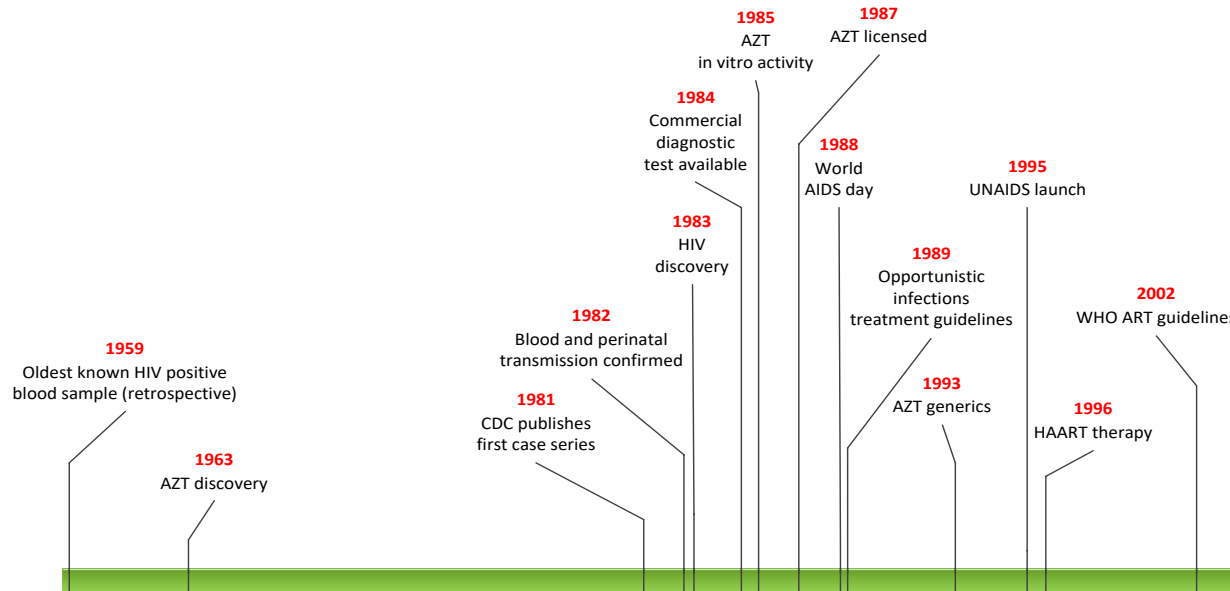 1959
Oldest known HIV positive
blood sample (retrospective)
1963
AZT discovery
1981
CDC publishes
first case series
1982
Blood and perinatal
transmission confirmed
1983
HIV
discovery
1984
Commercial
diagnostic
test available
1985
AZT
in vitro activity
1987
AZT licensed
1988
World
AIDS day
1989
Opportunistic
infections
treatment guidelines
1993
AZT generics
1995
UNAIDS launch
1996
HAART therapy
2002
WHO ART guidelines